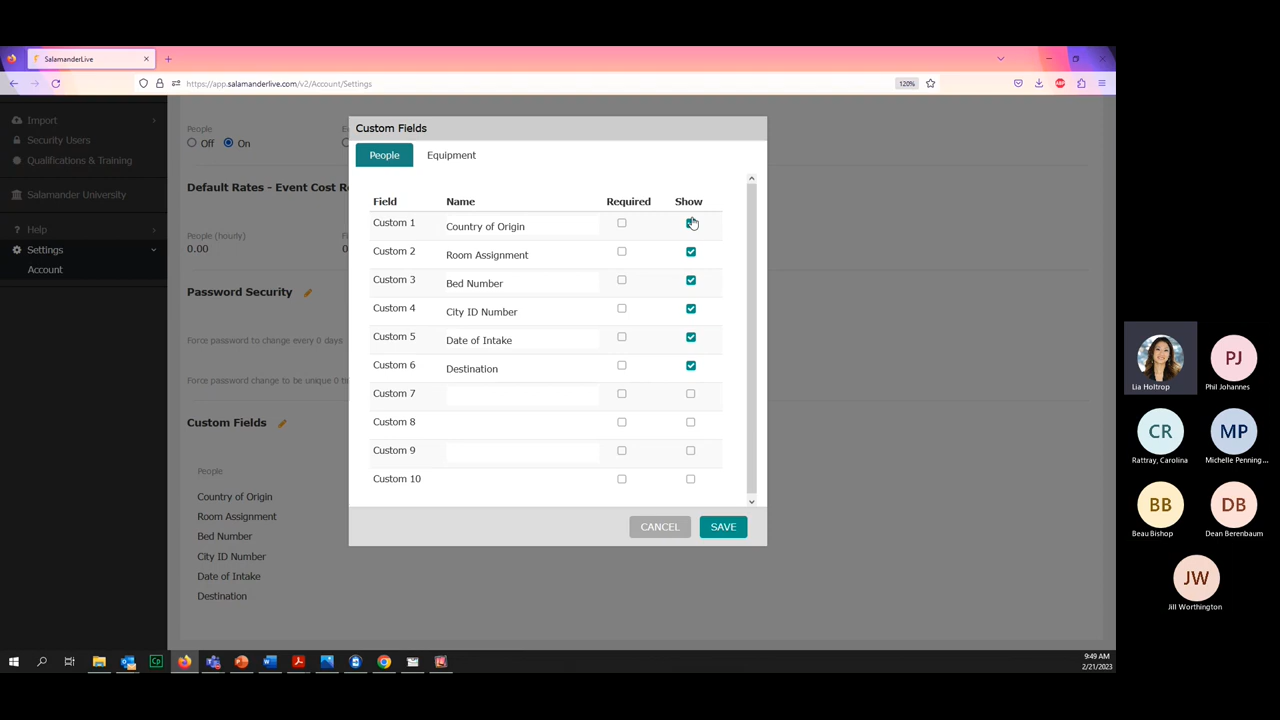 SalamanderLive
https://app.salamanderlive.com/v2/Account/Settings
120%
Import
Security Users
Qualifications & Training
Salamander University
Help
Settings
Account
People
Off On
Default Rates - Event Cost R
People (hourly)
0.00
0.
Password Security
Force password to change every 0 days
Force password change to be unique 0 ti
Custom Fields
People
Country of Origin
Room Assignment
Bed Number
City ID Number
Date of Intake
Destination
Custom Fields
People Equipment
Field Name Required Show
Custom 1 Country of Origin
Custom 2 Room Assignment
Custom 3 Bed Number
Custom 4 City ID Number
Custom 5 Date of Intake
Custom 6 Destination
Custom 7
Custom 8
Custom 9
Custom 10
CANCEL SAVE
Lia Holtrop
PJ
Phil Johannes
CR
Rattray, Carolina
MP
Michelle Penning...
BB
Beau Bishop
DB
Dean Berenbaum
JW
Jill Worthington
9:49 AM
2/21/2023